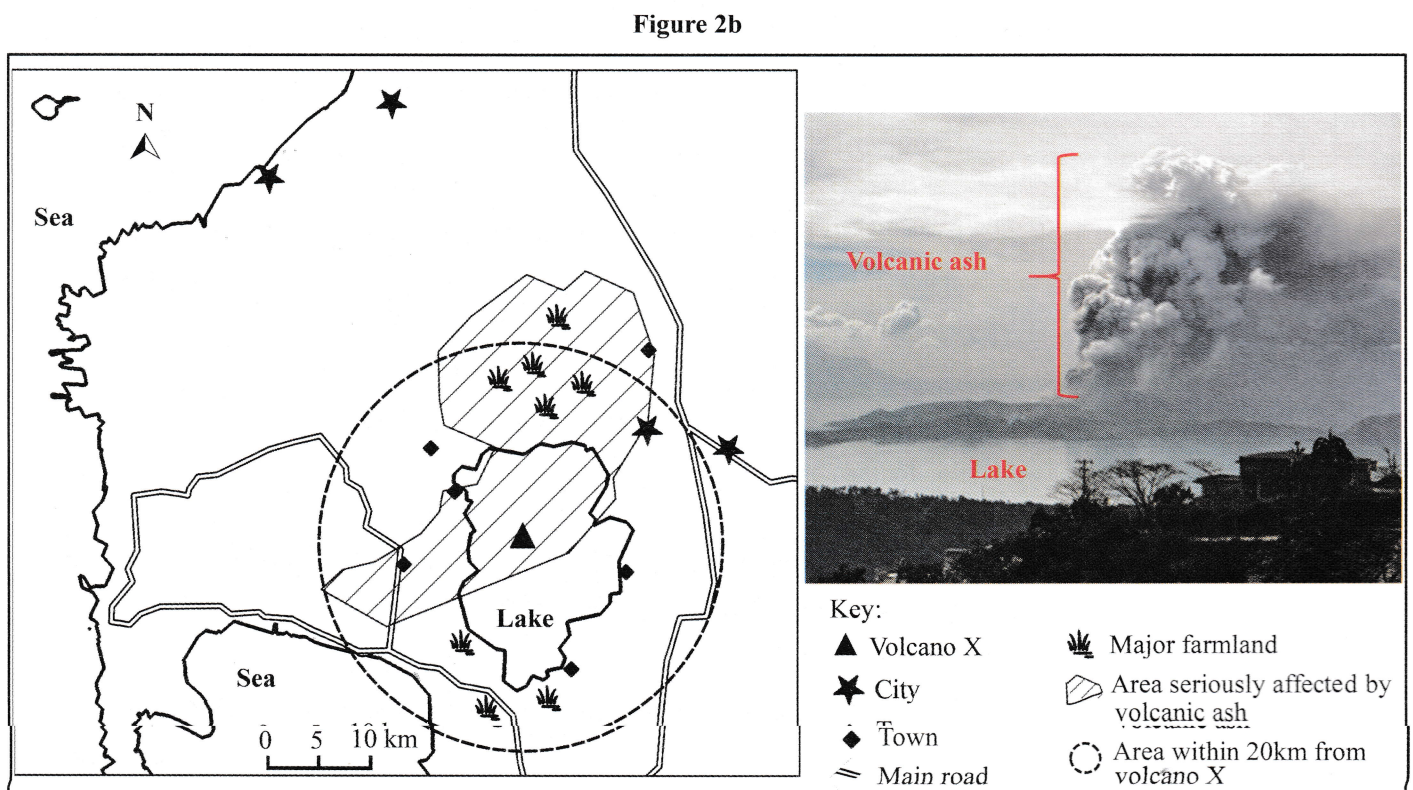 Figure 2b
N
Sea
Lake
Sea
0 5 10 km
Volcanic ash
Lake
Key:
Volcano X
City
Town
Main road
Major farmland
Area seriously affected by
volcanic ash
Area within 20km from
volcano X